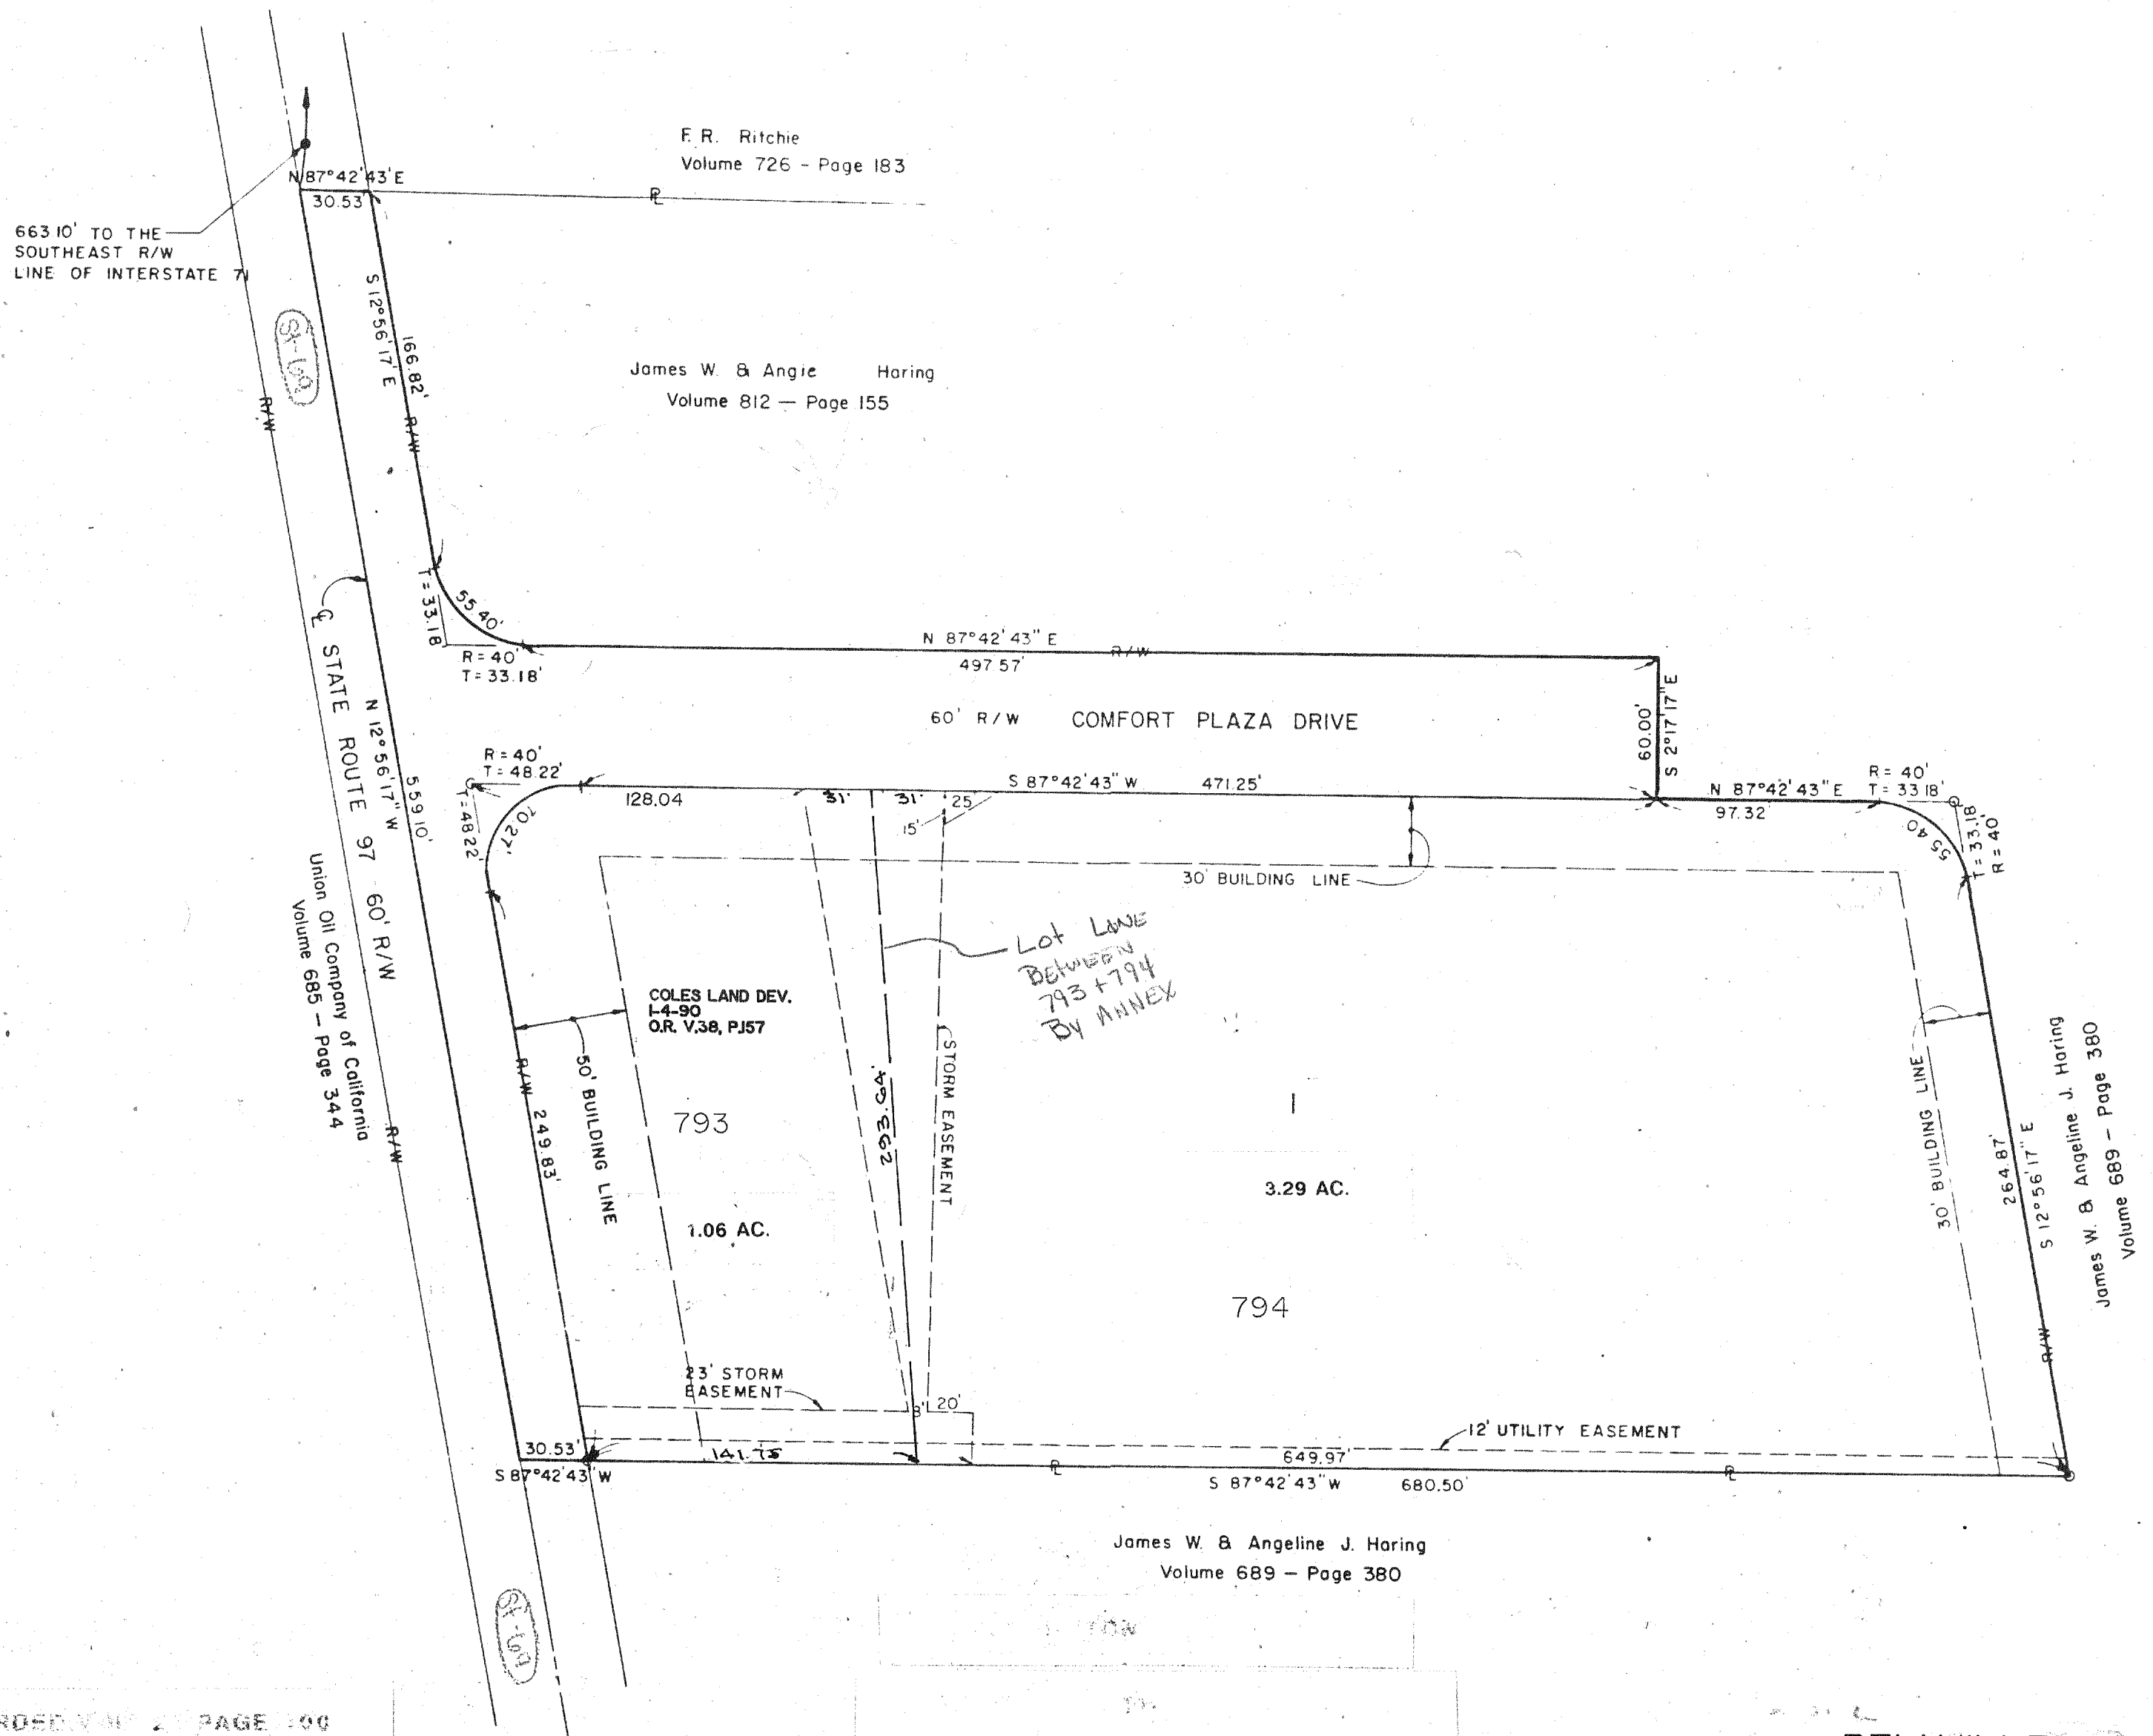 F. R. Ritchie
Volume 726 - Page 183
N 87°42'43' E
30.53'
P L
663 10' TO THE
SOUTHEAST R/W
LINE OF INTERSTATE 71
St-69
R/W
S 12°56'17' E
166.82'
R/W
James W. & Angie Haring
Volume 812 — Page 155
T = 33.18
55.40'
R = 40'
T = 33.18'
N 87°42'43" E
R/W
497 57'
60' R/W COMFORT PLAZA DRIVE
60.00'
S 2°17'17" E
C L STATE ROUTE 97 60' R/W
N 12°56'17" W
559 10'
Union Oil Company of California
Volume 685 — Page 344
R/W
R = 40'
T = 48.22'
T = 48 22'
70.27'
128.04
31'
31'
25'
15'
S 87°42'43" W 471.25'
N 87°42'43" E
97.32'
R = 40'
T = 33 18'
55 40'
T = 33.18'
R = 40'
30' BUILDING LINE
Lot LANE
BETWEEN
793 + 794
By ANNEX
COLES LAND DEV.
1-4-90
O.R. V.38, P.157
R/W
249.83'
50' BUILDING LINE
793
1.06 AC.
293.64'
STORM EASEMENT
1
3.29 AC.
794
30' BUILDING LINE
264.87'
S 12°56'17" E
R/W
James W. & Angeline J. Haring
Volume 689 — Page 380
23' STORM
EASEMENT
8'
20'
12' UTILITY EASEMENT
30.53'
S 87°42'43' W
141.75
649.97'
P L
S 87°42'43" W 680.50'
P L
James W. & Angeline J. Haring
Volume 689 — Page 380
St-69
PAGE